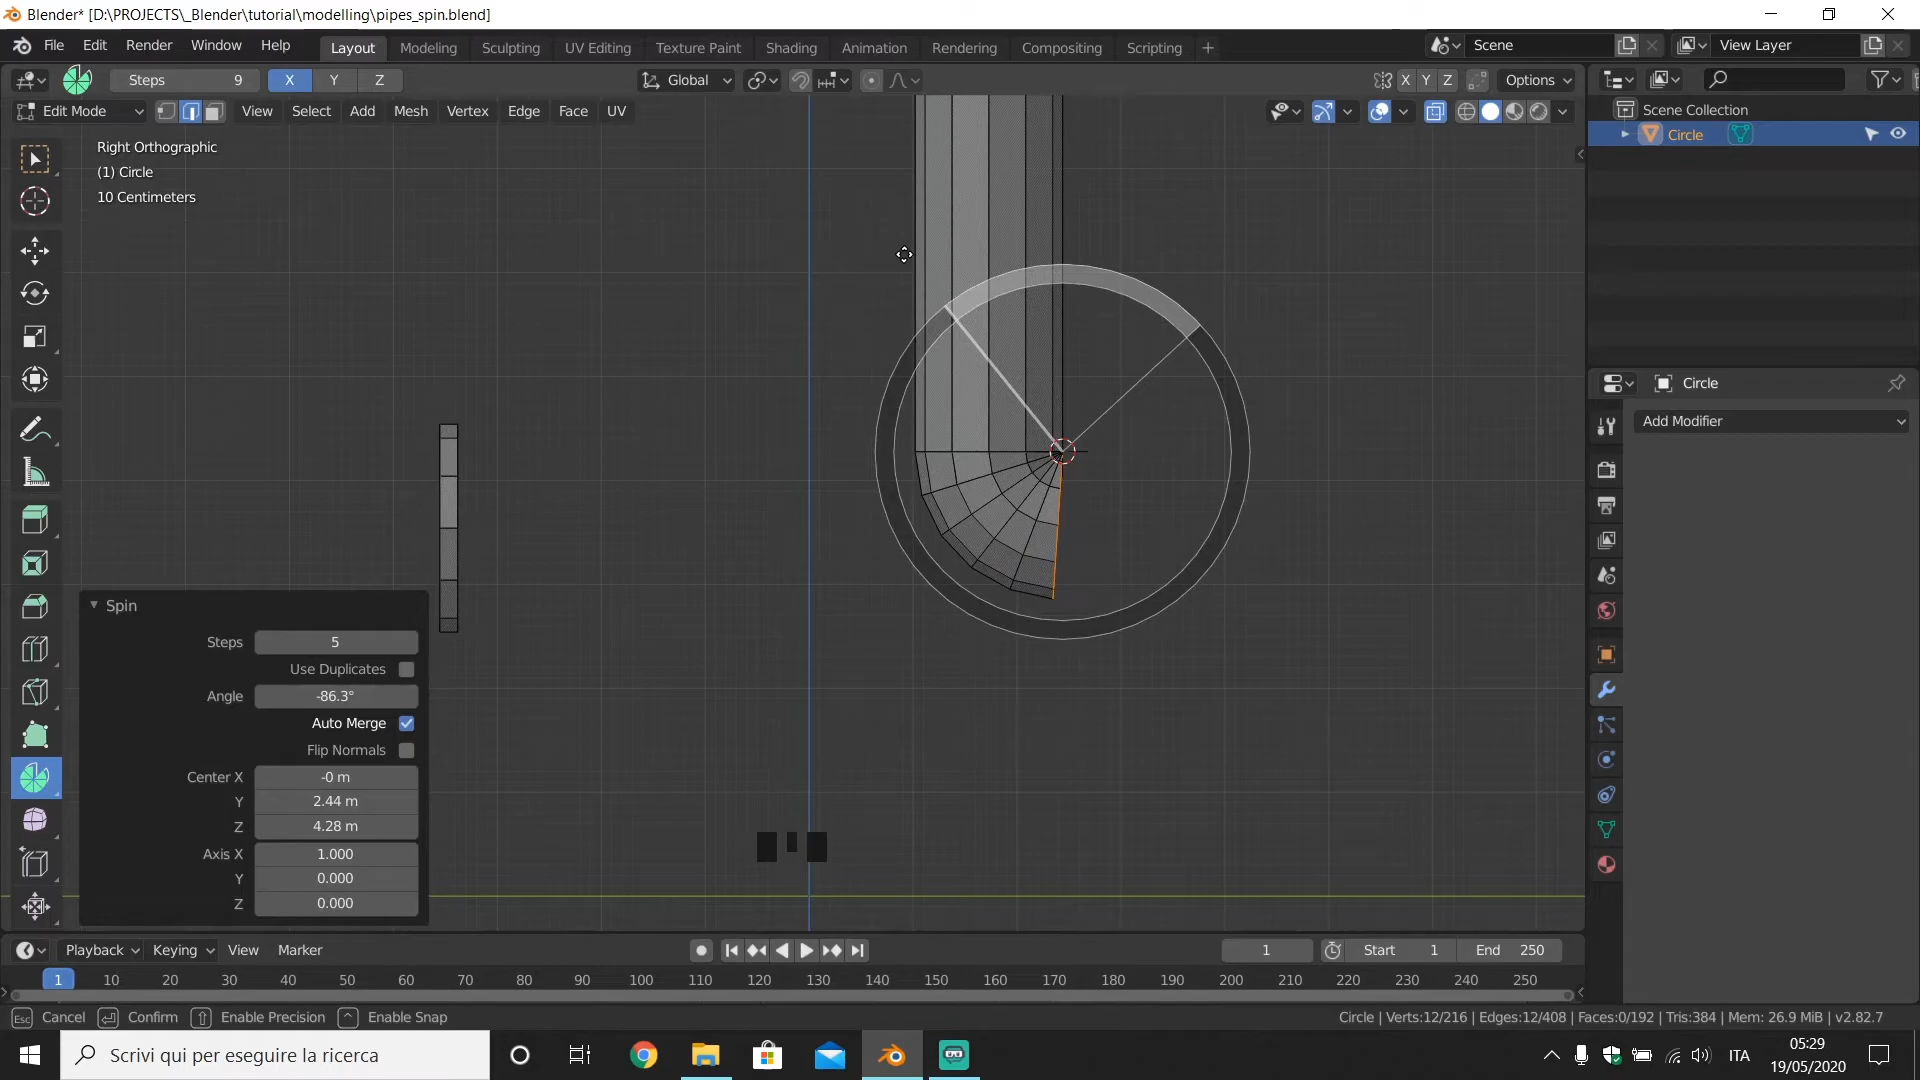 Blender* [D:\PROJECTS\_Blender\tutorial\modelling\pipes_spin.blend]
File Edit Render Window Help Layout Modeling Sculpting UV Editing Texture Paint Shading Animation Rendering Compositing Scripting + Scene View Layer
Steps 9 X Y Z Global X Y Z Options
Edit Mode View Select Add Mesh Vertex Edge Face UV
Scene Collection
Circle
Right Orthographic
(1) Circle
10 Centimeters
Circle
Add Modifier
Spin
Steps 5
Use Duplicates
Angle -86.3°
Auto Merge
Flip Normals
Center X -0 m
Y 2.44 m
Z 4.28 m
Axis X 1.000
Y 0.000
Z 0.000
Playback Keying View Marker 1 Start 1 End 250
1 10 20 30 40 50 60 70 80 90 100 110 120 130 140 150 160 170 180 190 200 210 220 230 240 250
Esc Cancel Confirm Enable Precision Enable Snap Circle | Verts:12/216 | Edges:12/408 | Faces:0/192 | Tris:384 | Mem: 26.9 MiB | v2.82.7
Scrivi qui per eseguire la ricerca ITA 05:29
19/05/2020